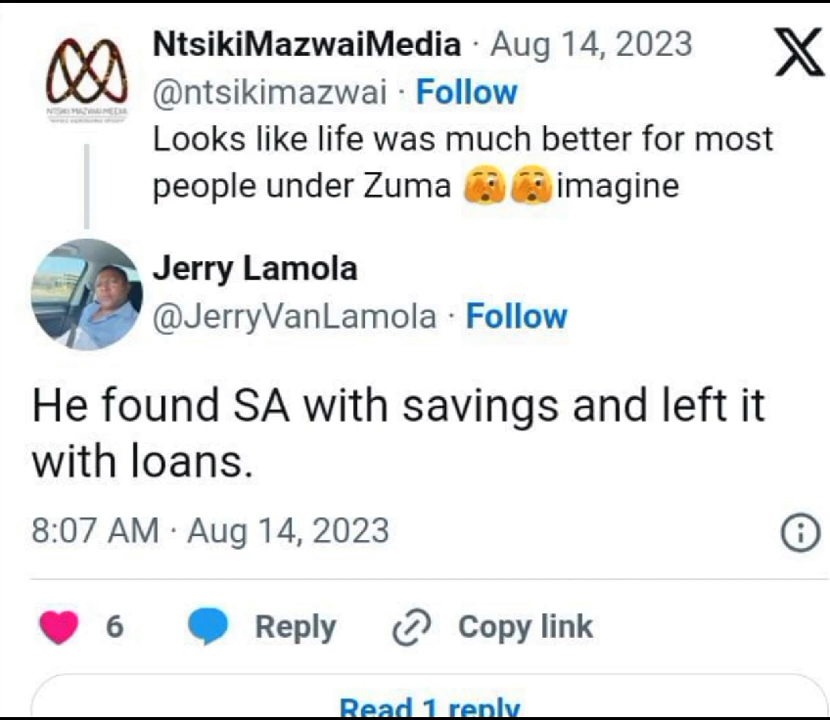 NtsikiMazwaiMedia · Aug 14, 2023
@ntsikimazwai · Follow
Looks like life was much better for most
people under Zuma 🫣🫣imagine
Jerry Lamola
@JerryVanLamola · Follow
He found SA with savings and left it
with loans.
8:07 AM · Aug 14, 2023
6 Reply Copy link
Read 1 reply